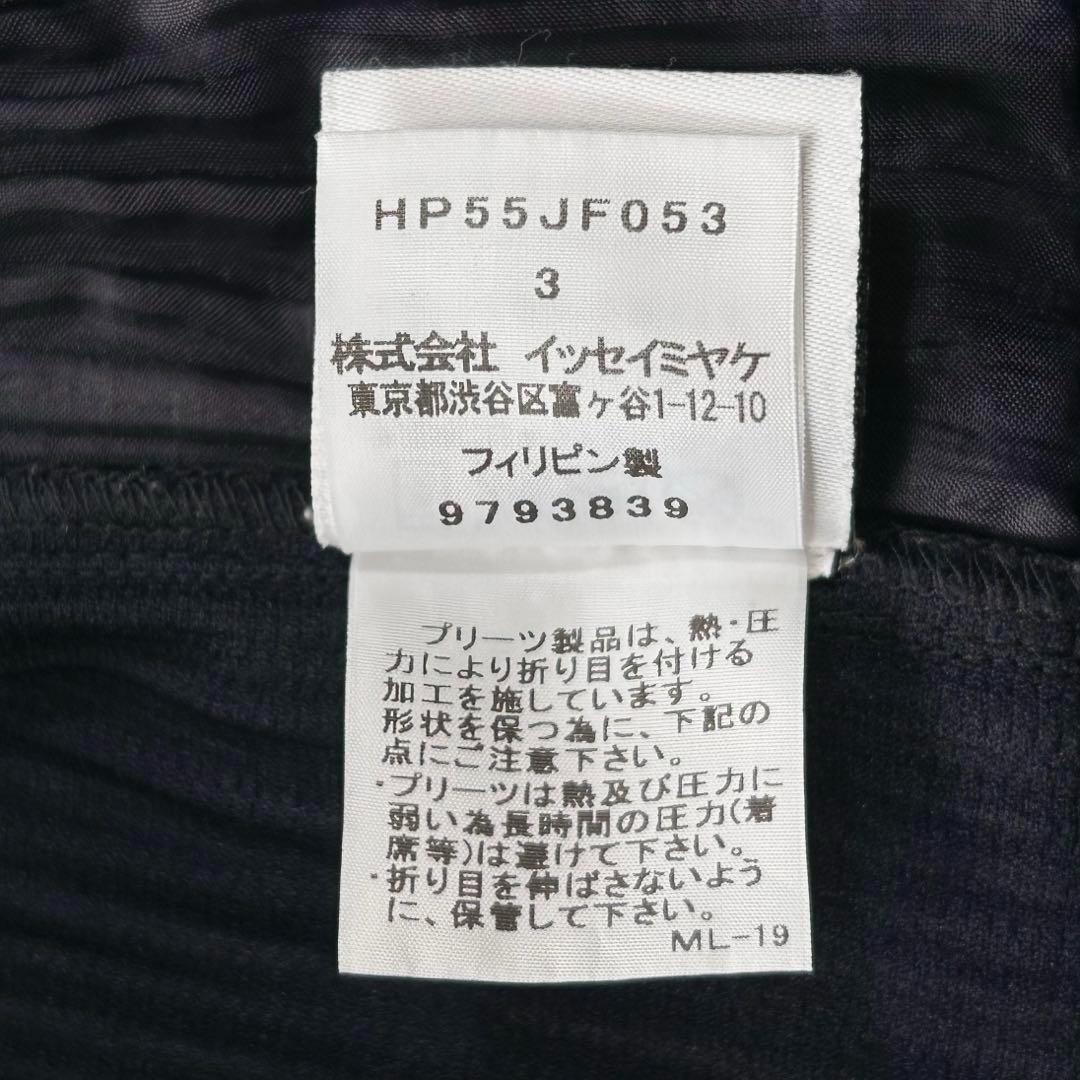 HP55JF053
3
株式会社 イッセイミヤケ
東京都渋谷区富ヶ谷1-12-10
フィリピン製
9793839
プリーツ製品は、熱・圧
力により折り目を付ける
加工を施しています。
形状を保つ為に、下記の
点にご注意下さい。
・プリーツは熱及び圧力に
弱い為長時間の圧力(着
席等)は避けて下さい。
・折り目を伸ばさないよう
に、保管して下さい。
ML-19